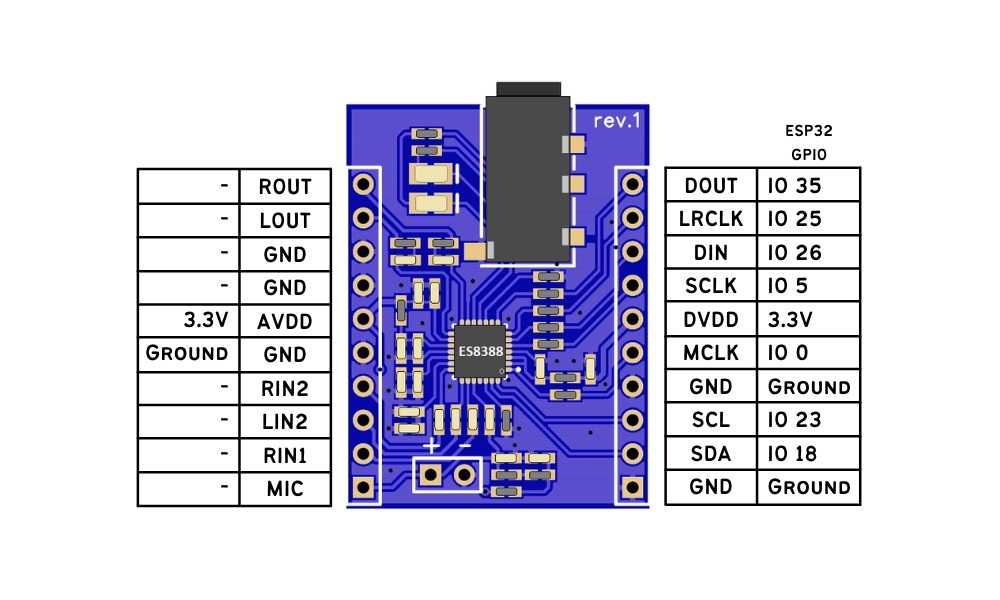 rev.1
ESP32
GPIO
- ROUT
- LOUT
- GND
- GND
3.3V AVDD
GROUND GND
- RIN2
- LIN2
- RIN1
- MIC
DOUT IO 35
LRCLK IO 25
DIN IO 26
SCLK IO 5
DVDD 3.3V
MCLK IO 0
GND GROUND
SCL IO 23
SDA IO 18
GND GROUND
ES8388
+ -